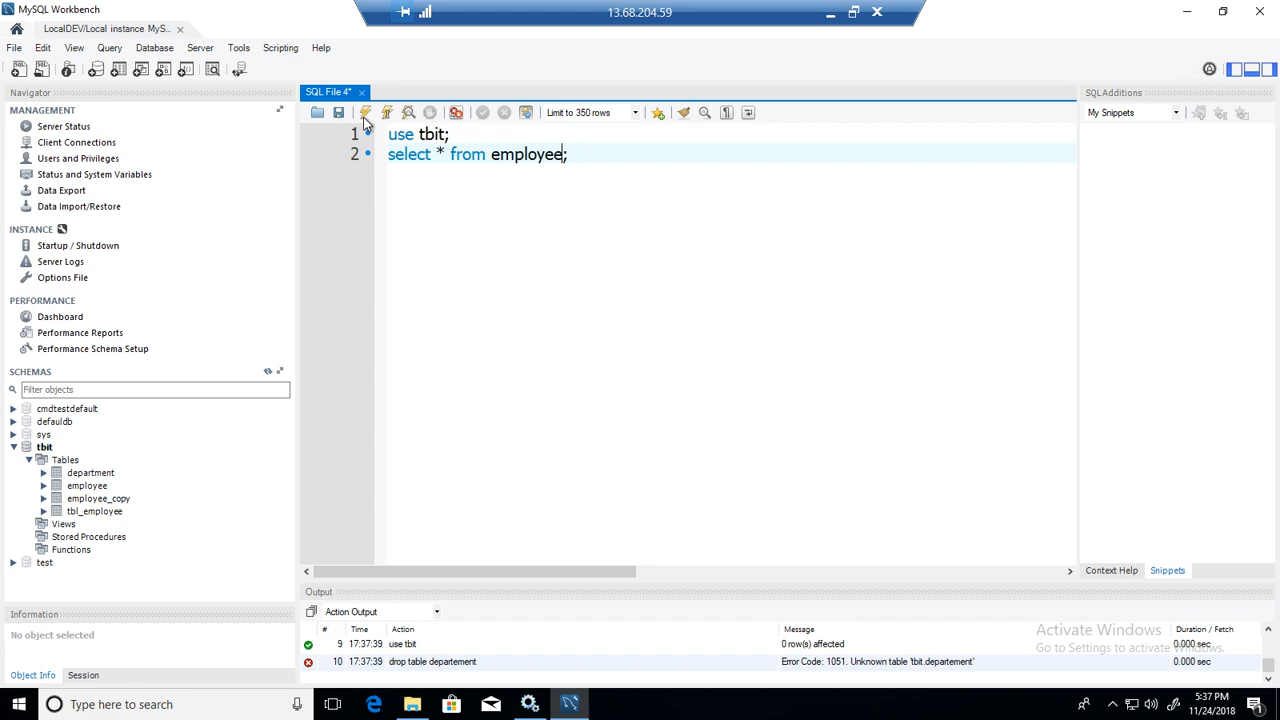 MySQL Workbench
13.68.204.59
LocalDEV/Local instance MyS...
File Edit View Query Database Server Tools Scripting Help
Navigator
SQL File 4*
SQLAdditions
MANAGEMENT
Limit to 350 rows
My Snippets
Server Status
Client Connections
Users and Privileges
Status and System Variables
Data Export
Data Import/Restore
1 use tbit;
2 select * from employee;
INSTANCE
Startup / Shutdown
Server Logs
Options File
PERFORMANCE
Dashboard
Performance Reports
Performance Schema Setup
SCHEMAS
Filter objects
cmdtestdefault
defauldb
sys
tbit
Tables
department
employee
employee_copy
tbl_employee
Views
Stored Procedures
Functions
test
Context Help Snippets
Output
Action Output
# Time Action Message Duration / Fetch
9 17:37:39 use tbit 0 row(s) affected 0.000 sec
10 17:37:39 drop table departement Error Code: 1051. Unknown table 'tbit.departement' 0.000 sec
Activate Windows
Go to Settings to activate Windows.
Information
No object selected
Object Info Session
Type here to search
5:37 PM
11/24/2018
1